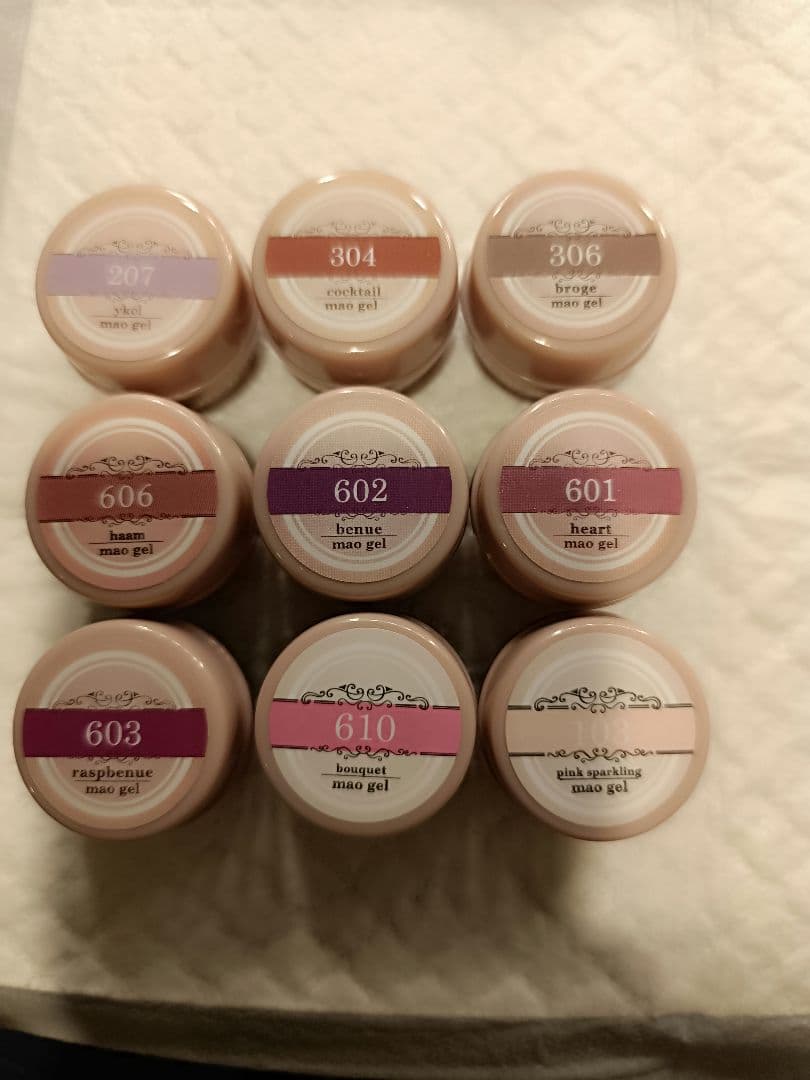 207
ykel
mao gel
304
cocktail
mao gel
306
broge
mao gel
606
haam
mao gel
602
benue
mao gel
601
heart
mao gel
603
raspbenue
mao gel
610
bouquet
mao gel
103
pink sparkling
mao gel